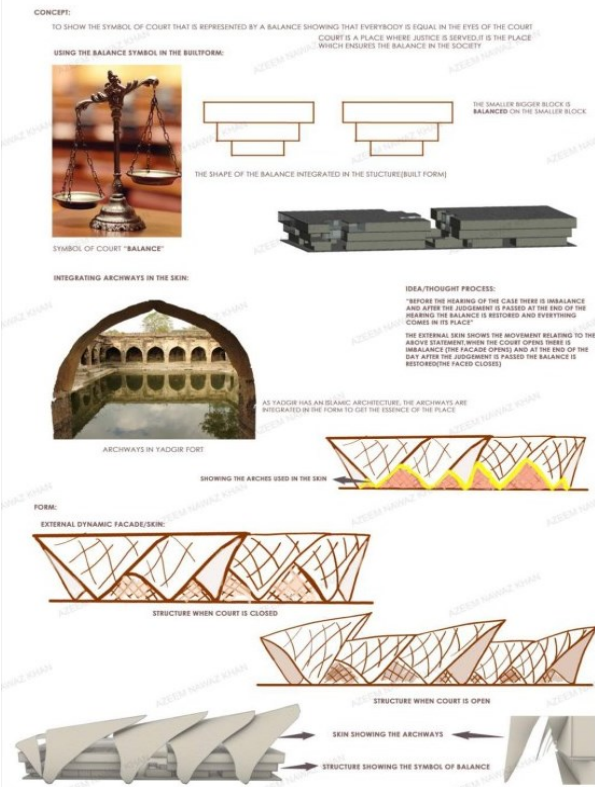 CONCEPT:
TO SHOW THE SYMBOL OF COURT THAT IS REPRESENTED BY A BALANCE SHOWING THAT EVERYBODY IS EQUAL IN THE EYES OF THE COURT
COURT IS A PLACE WHERE JUSTICE IS SERVED,IT IS THE PLACE
WHICH ENSURES THE BALANCE IN THE SOCIETY
USING THE BALANCE SYMBOL IN THE BUILTFORM:
THE SMALLER BIGGER BLOCK IS
BALANCED ON THE SMALLER BLOCK
THE SHAPE OF THE BALANCE INTEGRATED IN THE STUCTURE(BUILT FORM)
SYMBOL OF COURT "BALANCE"
INTEGRATING ARCHWAYS IN THE SKIN:
IDEA/THOUGHT PROCESS:
"BEFORE THE HEARING OF THE CASE THERE IS IMBALANCE
AND AFTER THE JUDGEMENT IS PASSED AT THE END OF THE
HEARING THE BALANCE IS RESTORED AND EVERYTHING
COMES IN ITS PLACE"
THE EXTERNAL SKIN SHOWS THE MOVEMENT RELATING TO THE
ABOVE STATEMENT,WHEN THE COURT OPENS THERE IS
IMBALANCE (THE FACADE OPENS) AND AT THE END OF THE
DAY AFTER THE JUDGEMENT IS PASSED THE BALANCE IS
RESTORED(THE FACED CLOSES)
AS YADGIR HAS AN ISLAMIC ARCHITECTURE, THE ARCHWAYS ARE
INTEGRATED IN THE FORM TO GET THE ESSENCE OF THE PLACE
ARCHWAYS IN YADGIR FORT
SHOWING THE ARCHES USED IN THE SKIN
FORM:
EXTERNAL DYNAMIC FACADE/SKIN:
STRUCTURE WHEN COURT IS CLOSED
STRUCTURE WHEN COURT IS OPEN
SKIN SHOWING THE ARCHWAYS
STRUCTURE SHOWING THE SYMBOL OF BALANCE
AZEEM NAWAZ KHAN